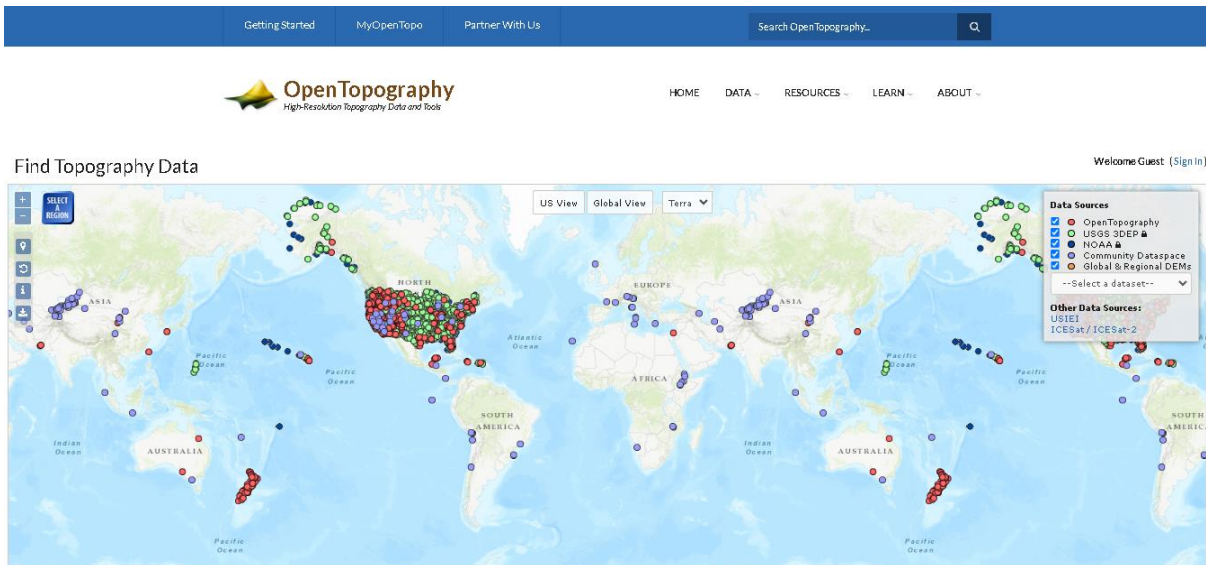 Getting Started MyOpenTopo Partner With Us Search OpenTopography...
OpenTopography
High-Resolution Topography Data and Tools
HOME DATA RESOURCES LEARN ABOUT
Find Topography Data
Welcome Guest (Sign In)
+
−
SELECT
A
REGION
US View Global View Terra
Data Sources
OpenTopography
USGS 3DEP
NOAA
Community Dataspace
Global & Regional DEMs
--Select a dataset--
Other Data Sources:
USIEI
ICESat / ICESat-2
NORTH
EUROPE
ASIA
ASIA
Atlantic
Ocean
Pacific
Ocean
Pacific
Ocean
Pacific
Ocean
Pacific
Ocean
AFRICA
SOUTH
AMERICA
SOUTH
AMERIC
Indian
Ocean
AUSTRALIA
Indian
Ocean
AUSTRALIA
Pacific
Ocean
Pacific
Ocean